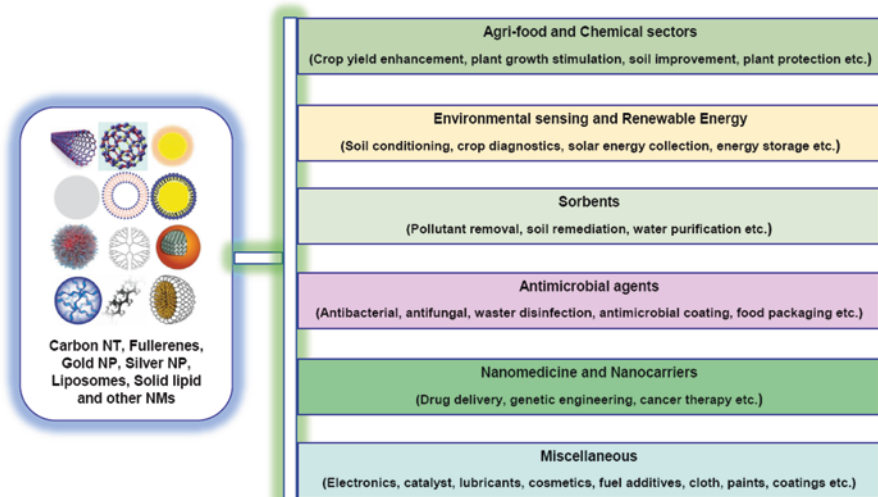 Carbon NT, Fullerenes,
Gold NP, Silver NP,
Liposomes, Solid lipid
and other NMs
Agri-food and Chemical sectors
(Crop yield enhancement, plant growth stimulation, soil improvement, plant protection etc.)
Environmental sensing and Renewable Energy
(Soil conditioning, crop diagnostics, solar energy collection, energy storage etc.)
Sorbents
(Pollutant removal, soil remediation, water purification etc.)
Antimicrobial agents
(Antibacterial, antifungal, waster disinfection, antimicrobial coating, food packaging etc.)
Nanomedicine and Nanocarriers
(Drug delivery, genetic engineering, cancer therapy etc.)
Miscellaneous
(Electronics, catalyst, lubricants, cosmetics, fuel additives, cloth, paints, coatings etc.)